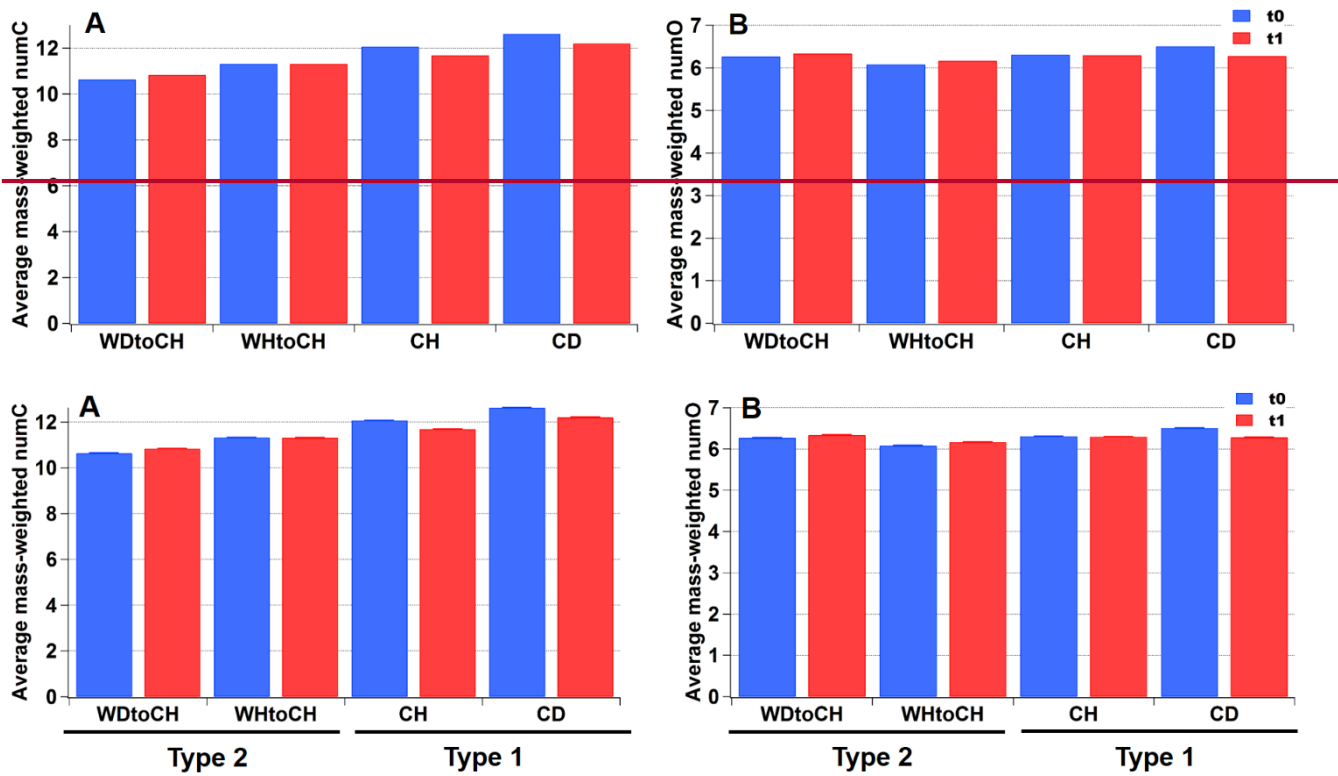 A
Average mass-weighted numC
12
10
8
6
4
2
0
WDtoCH WHtoCH CH CD
B
t0
t1
Average mass-weighted numO
7
6
5
4
3
2
1
0
WDtoCH WHtoCH CH CD
A
Average mass-weighted numC
12
10
8
6
4
2
0
WDtoCH WHtoCH CH CD
Type 2 Type 1
B
t0
t1
Average mass-weighted numO
7
6
5
4
3
2
1
0
WDtoCH WHtoCH CH CD
Type 2 Type 1